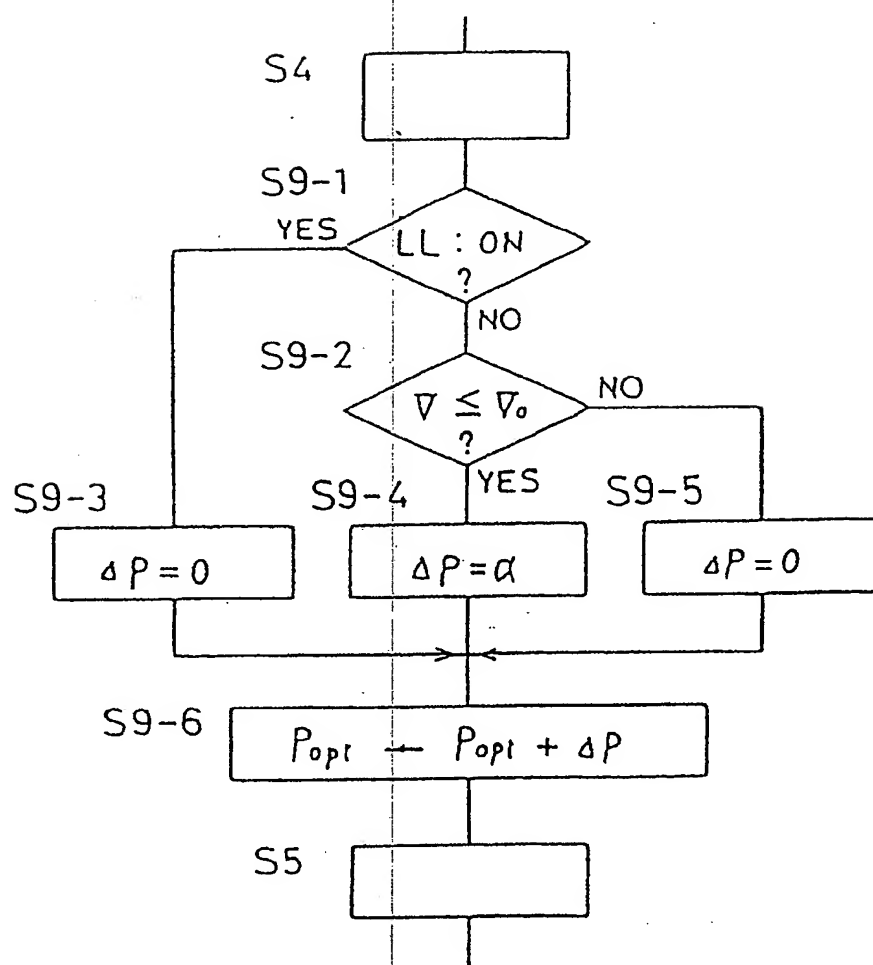 S4
S9-1
YES
LL : ON
?
NO
S9-2
∇ ≤ ∇₀
?
NO
YES
S9-3
S9-4
S9-5
ΔP = 0
ΔP = α
ΔP = 0
S9-6
Popt ← Popt + ΔP
S5